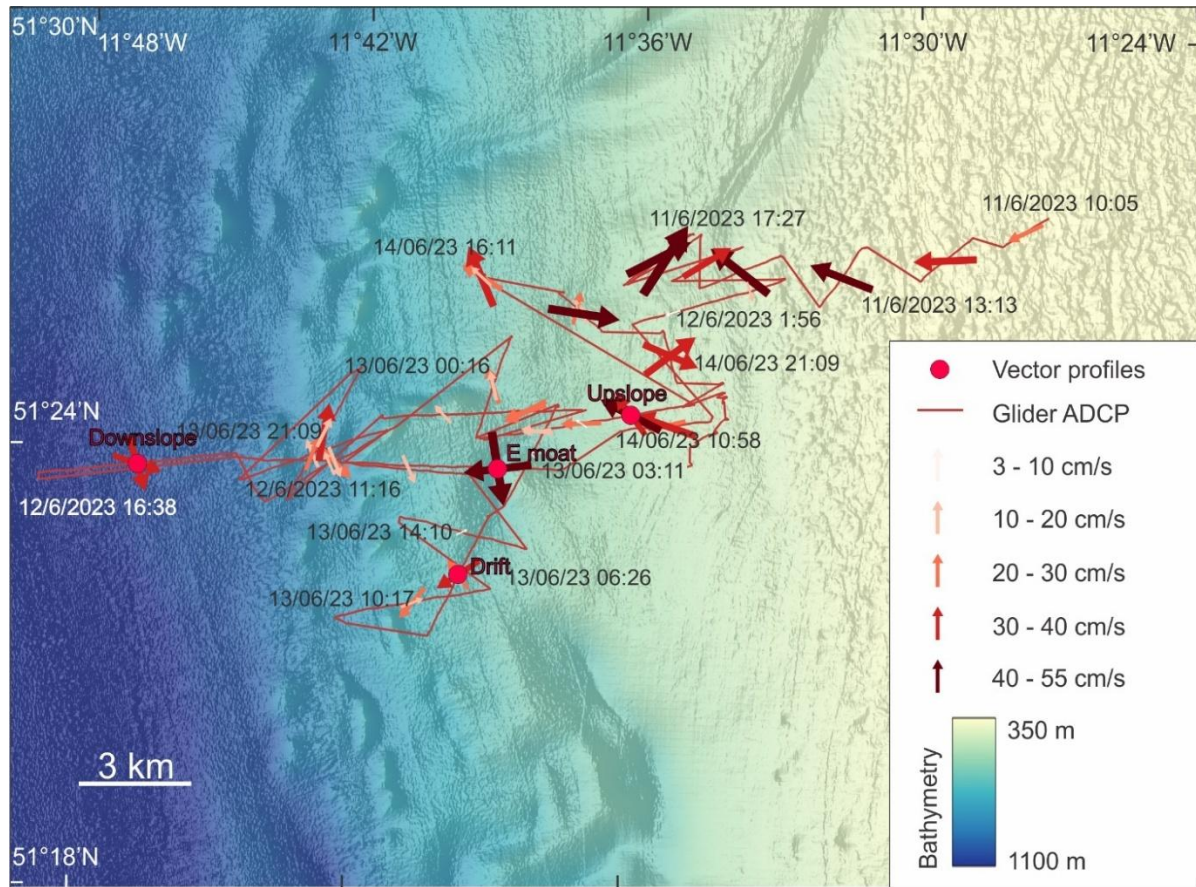 51°30'N
11°48'W
11°42'W
11°36'W
11°30'W
11°24'W
11/6/2023 10:05
11/6/2023 17:27
14/06/23 16:11
11/6/2023 13:13
12/6/2023 1:56
14/06/23 21:09
13/06/23 00:16
Upslope
51°24'N
Downslope
13/06/23 21:09
14/06/23 10:58
E moat
13/06/23 03:11
12/6/2023 11:16
12/6/2023 16:38
13/06/23 14:10
Drift
13/06/23 06:26
13/06/23 10:17
3 km
51°18'N
Vector profiles
Glider ADCP
3 - 10 cm/s
10 - 20 cm/s
20 - 30 cm/s
30 - 40 cm/s
40 - 55 cm/s
Bathymetry
350 m
1100 m